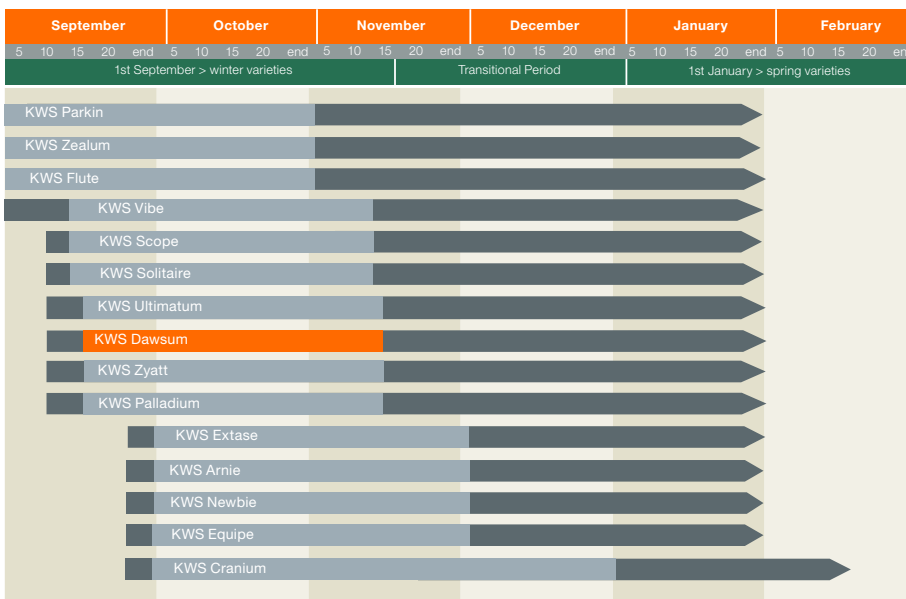 September October November December January February
5 10 15 20 end 5 10 15 20 end 5 10 15 20 end 5 10 15 20 end 5 10 15 20 end 5 10 15 20 en
1st September > winter varieties Transitional Period 1st January > spring varieties
KWS Parkin
KWS Zealum
KWS Flute
KWS Vibe
KWS Scope
KWS Solitaire
KWS Ultimatum
KWS Dawsum
KWS Zyatt
KWS Palladium
KWS Extase
KWS Arnie
KWS Newbie
KWS Equipe
KWS Cranium